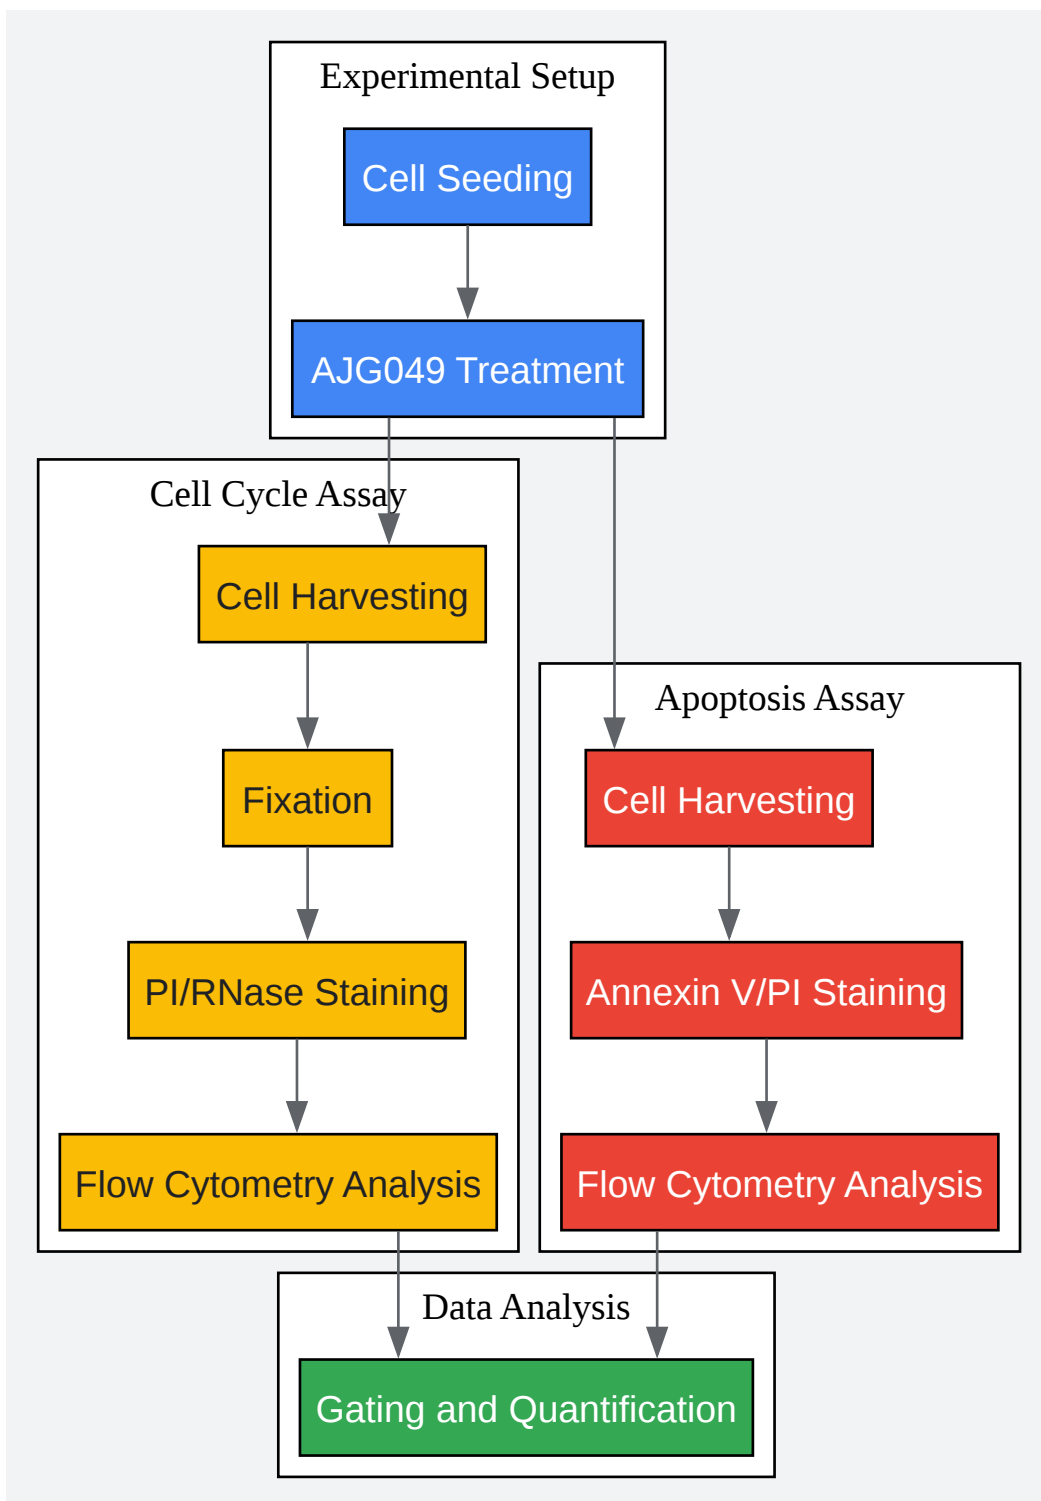 Experimental Setup
Cell Seeding
AJG049 Treatment
Cell Cycle Assay
Cell Harvesting
Fixation
PI/RNase Staining
Flow Cytometry Analysis
Apoptosis Assay
Cell Harvesting
Annexin V/PI Staining
Flow Cytometry Analysis
Data Analysis
Gating and Quantification